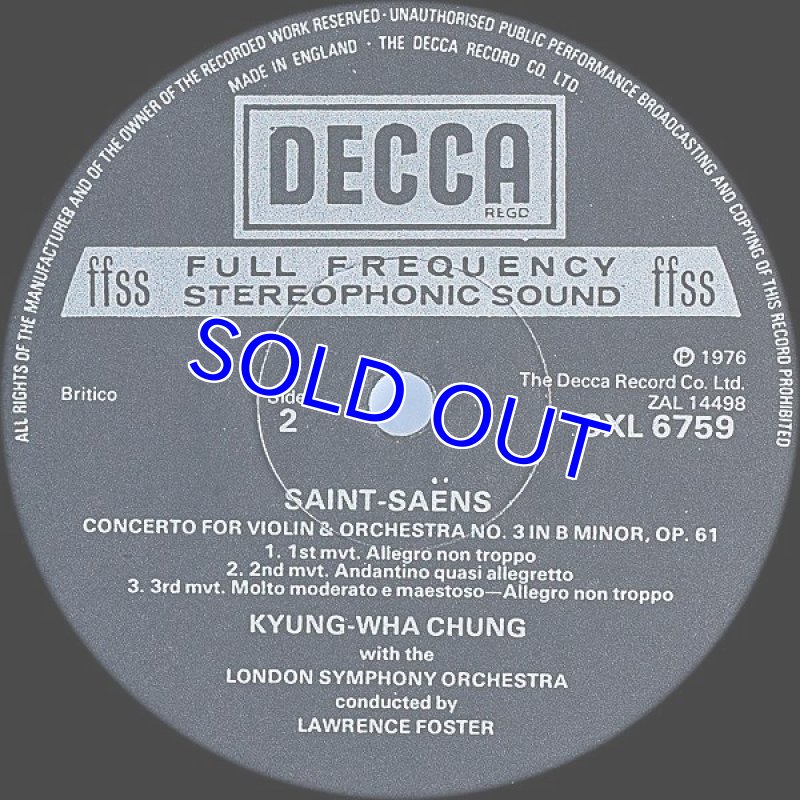 ALL RIGHTS OF THE MANUFACTURER AND OF THE OWNER OF THE RECORDED WORK RESERVED · UNAUTHORISED PUBLIC PERFORMANCE BROADCASTING AND COPYING OF THIS RECORD PROHIBITED
MADE IN ENGLAND · THE DECCA RECORD CO. LTD.
DECCA
REGD
ffss FULL FREQUENCY ffss
STEREOPHONIC SOUND
SOLD OUT
℗ 1976
Britico
The Decca Record Co. Ltd.
Side
ZAL 14498
2
SXL 6759
SAINT-SAËNS
CONCERTO FOR VIOLIN & ORCHESTRA NO. 3 IN B MINOR, OP. 61
1. 1st mvt. Allegro non troppo
2. 2nd mvt. Andantino quasi allegretto
3. 3rd mvt. Molto moderato e maestoso—Allegro non troppo
KYUNG-WHA CHUNG
with the
LONDON SYMPHONY ORCHESTRA
conducted by
LAWRENCE FOSTER